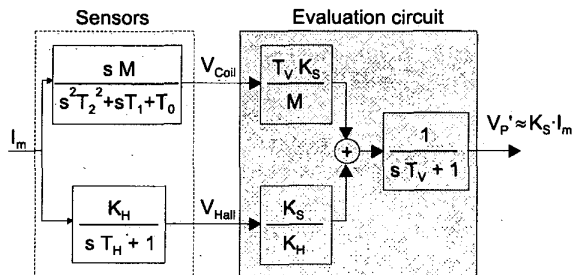 Sensors
Evaluation circuit
s M
s²T₂²+sT₁+T₀
V_Coil
T_V K_S
M
I_m
1
s T_V + 1
V_P' ≈ K_S·I_m
+
K_H
s T_H + 1
V_Hall
K_S
K_H